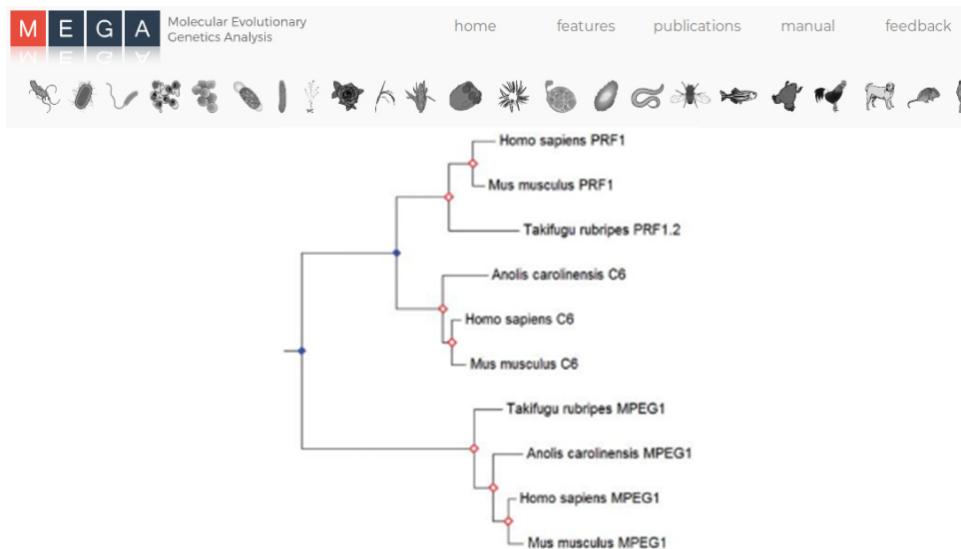 MEGA
Molecular Evolutionary
Genetics Analysis
home features publications manual feedback
Homo sapiens PRF1
Mus musculus PRF1
Takifugu rubripes PRF1.2
Anolis carolinensis C6
Homo sapiens C6
Mus musculus C6
Takifugu rubripes MPEG1
Anolis carolinensis MPEG1
Homo sapiens MPEG1
Mus musculus MPEG1